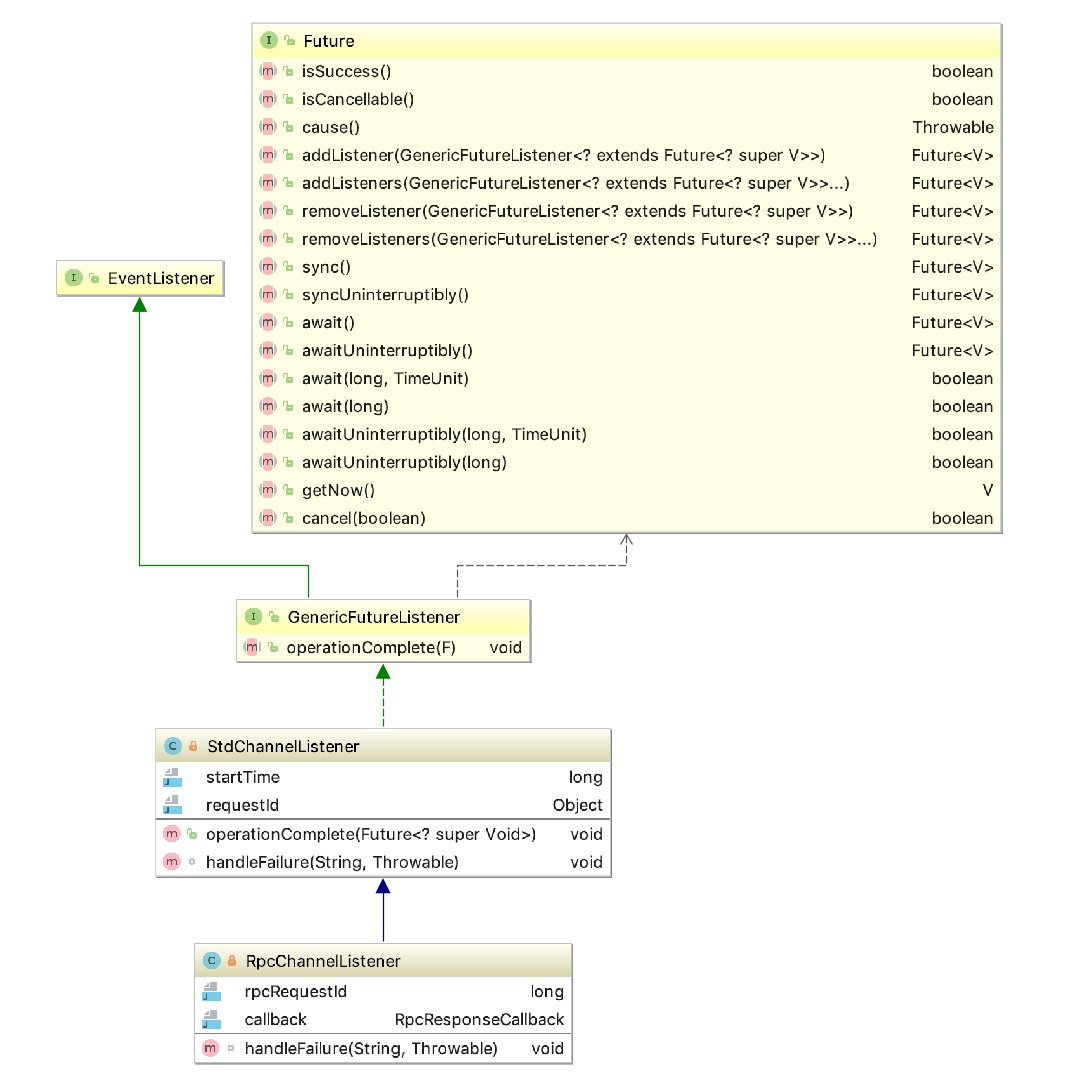 Future
isSuccess() boolean
isCancellable() boolean
cause() Throwable
addListener(GenericFutureListener<? extends Future<? super V>>) Future<V>
addListeners(GenericFutureListener<? extends Future<? super V>>...) Future<V>
removeListener(GenericFutureListener<? extends Future<? super V>>) Future<V>
removeListeners(GenericFutureListener<? extends Future<? super V>>...) Future<V>
sync() Future<V>
syncUninterruptibly() Future<V>
await() Future<V>
awaitUninterruptibly() Future<V>
await(long, TimeUnit) boolean
await(long) boolean
awaitUninterruptibly(long, TimeUnit) boolean
awaitUninterruptibly(long) boolean
getNow() V
cancel(boolean) boolean
EventListener
GenericFutureListener
operationComplete(F) void
StdChannelListener
startTime long
requestId Object
operationComplete(Future<? super Void>) void
handleFailure(String, Throwable) void
RpcChannelListener
rpcRequestId long
callback RpcResponseCallback
handleFailure(String, Throwable) void